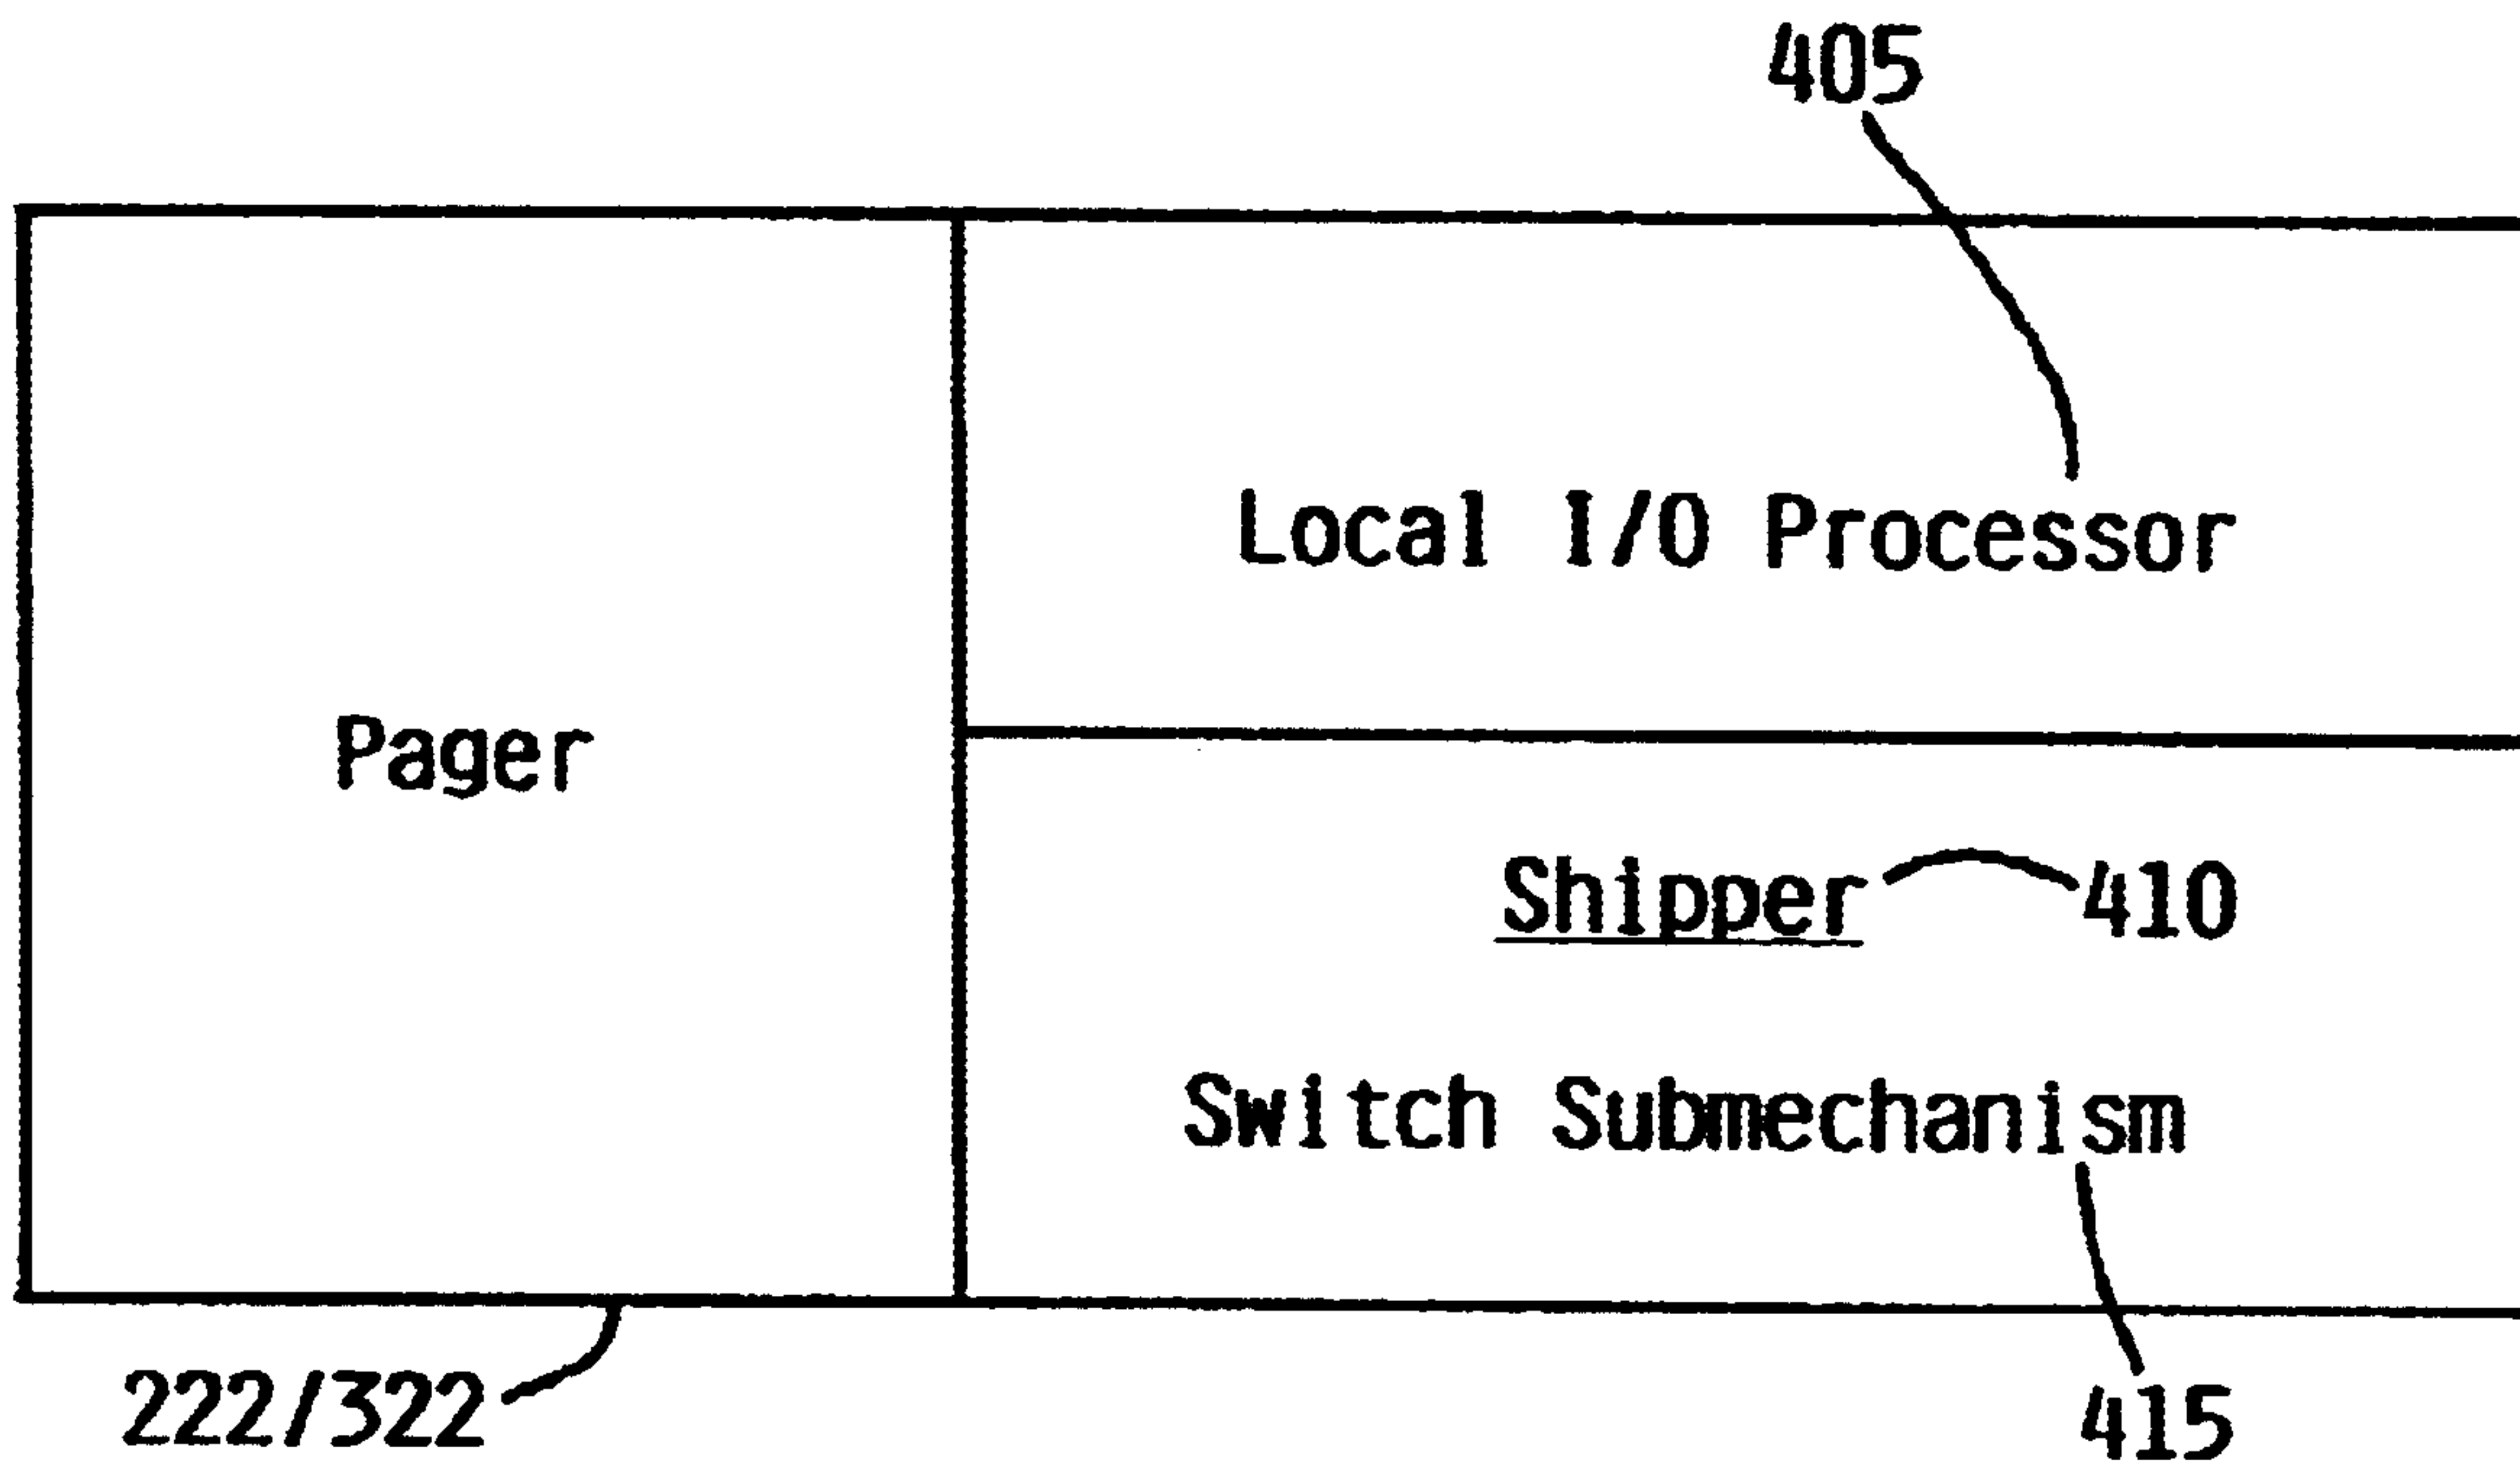 405
Local I/O Processor
Pager
Shipper 410
Switch Submechanism
222/322
415